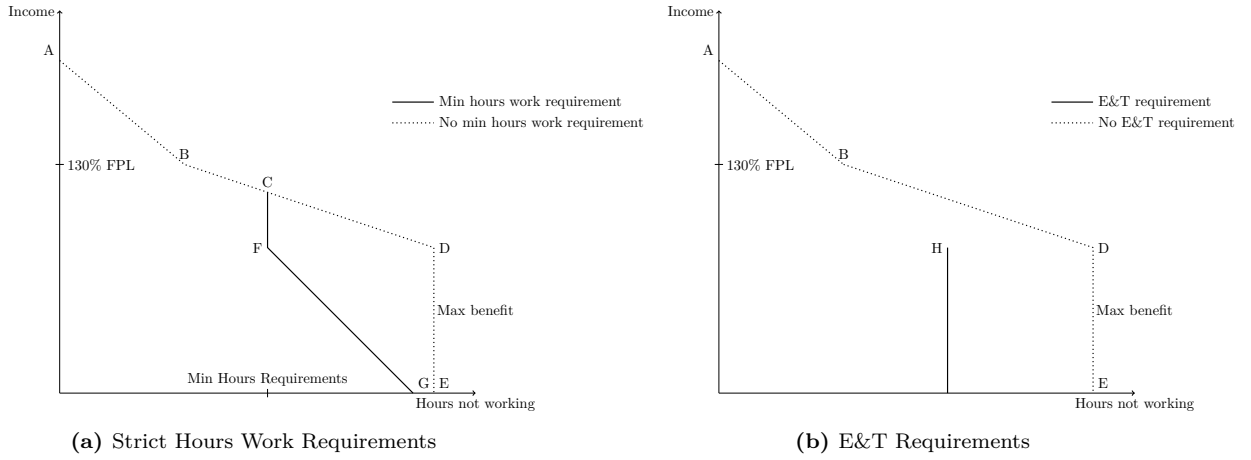 Income
A
B
C
D
F
G
E
130% FPL
Min hours work requirement
No min hours work requirement
Max benefit
Min Hours Requirements
Hours not working
(a) Strict Hours Work Requirements
Income
A
B
D
H
E
130% FPL
E&T requirement
No E&T requirement
Max benefit
Hours not working
(b) E&T Requirements